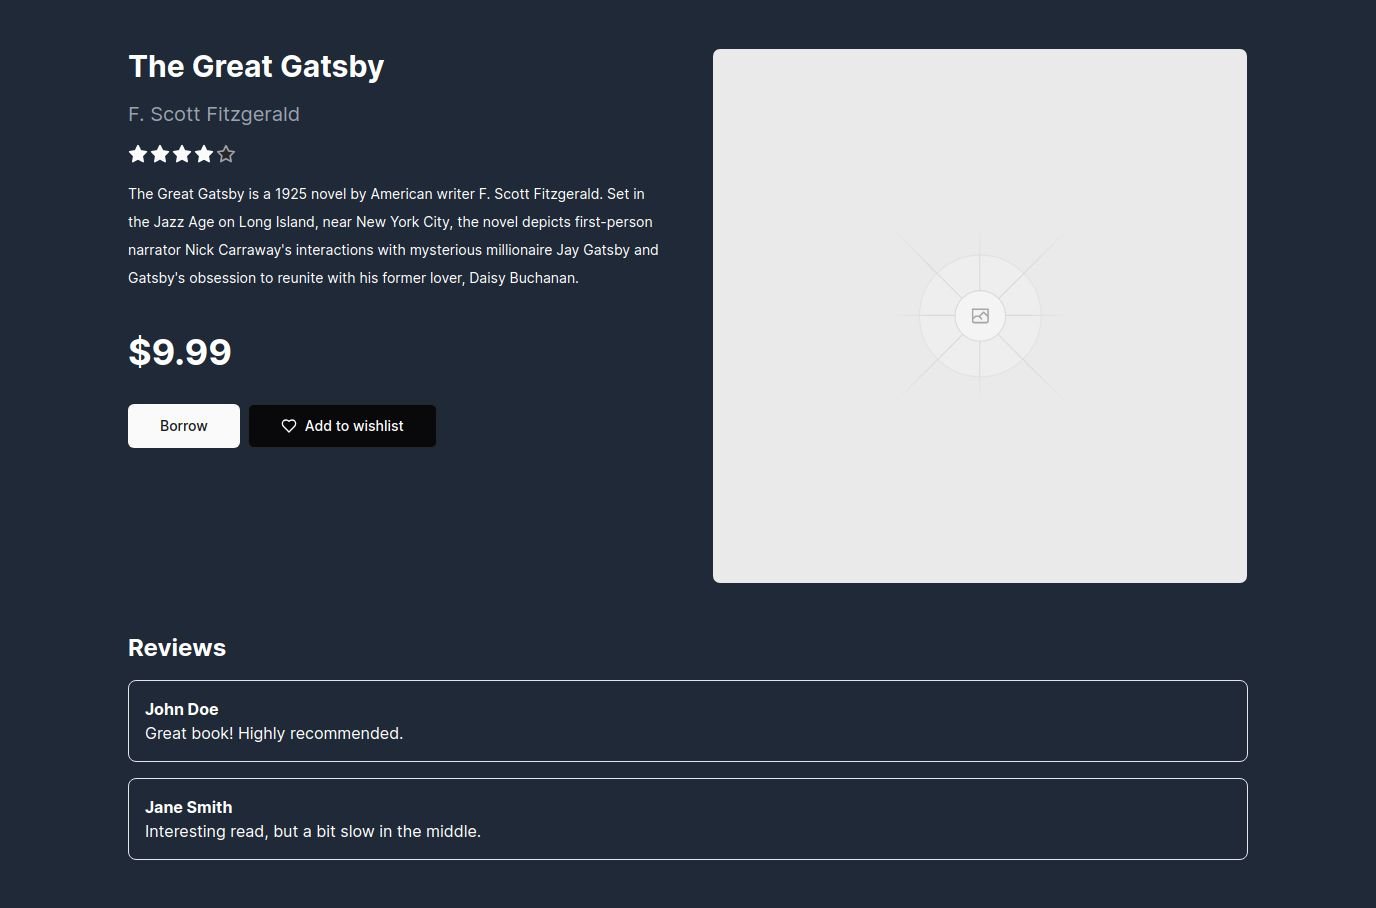 The Great Gatsby
F. Scott Fitzgerald
The Great Gatsby is a 1925 novel by American writer F. Scott Fitzgerald. Set in
the Jazz Age on Long Island, near New York City, the novel depicts first-person
narrator Nick Carraway's interactions with mysterious millionaire Jay Gatsby and
Gatsby's obsession to reunite with his former lover, Daisy Buchanan.
$9.99
Borrow
Add to wishlist
Reviews
John Doe
Great book! Highly recommended.
Jane Smith
Interesting read, but a bit slow in the middle.